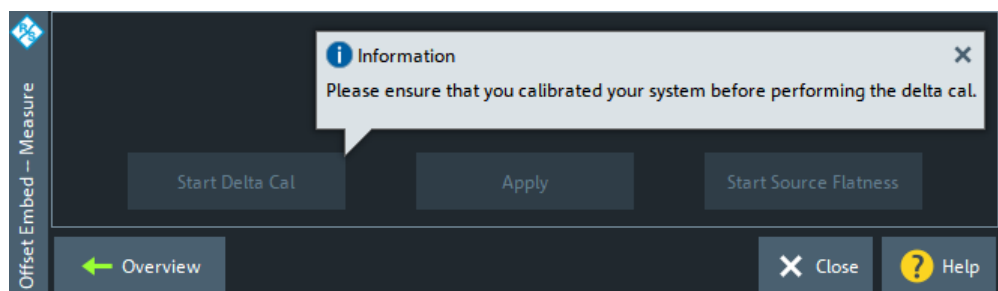 R&S
Offset Embed – Measure
Information
Please ensure that you calibrated your system before performing the delta cal.
Start Delta Cal
Apply
Start Source Flatness
Overview
Close
Help